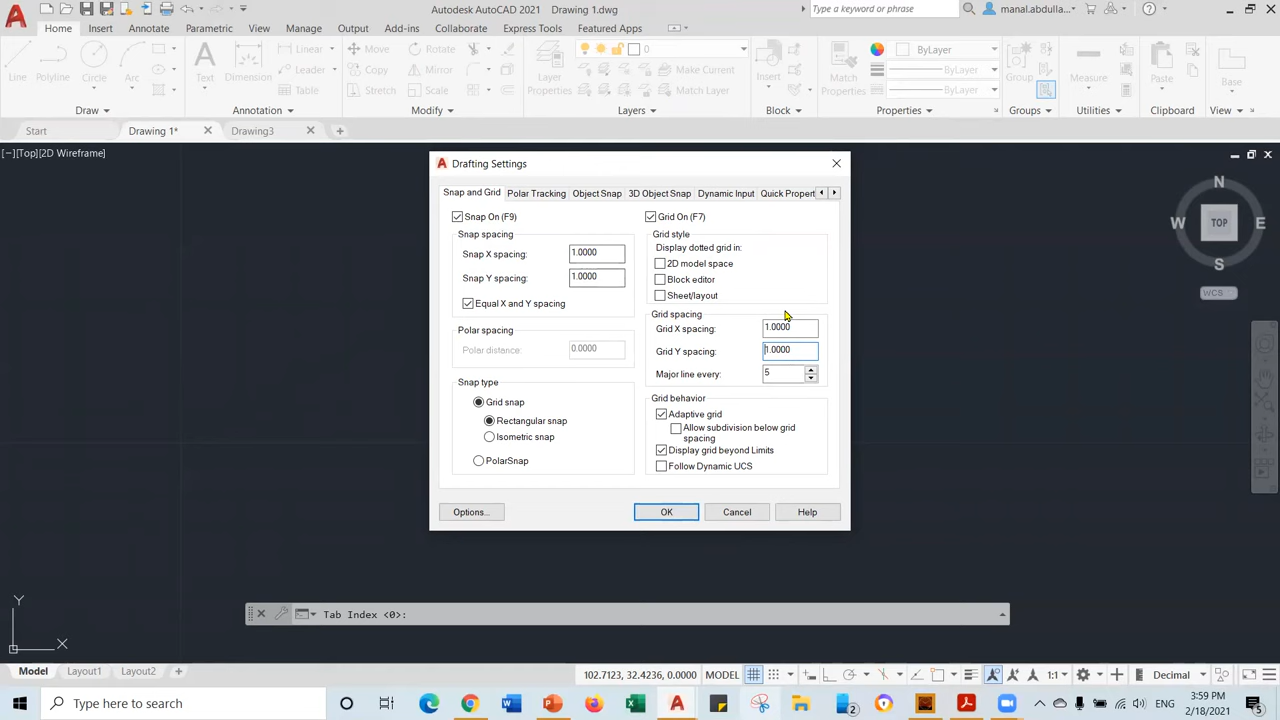 Autodesk AutoCAD 2021 Drawing 1.dwg
Type a keyword or phrase
manal.abdulla...
Home Insert Annotate Parametric View Manage Output Add-ins Collaborate Express Tools Featured Apps
Line Polyline Circle Arc Text Dimension
Linear
Leader
Table
Move Rotate
Copy Mirror
Stretch
Layer Properties
0
Make Current
Match Layer
Insert
Match Properties
ByLayer
ByLayer
ByLayer
Group
Measure
Paste
Base
Draw Annotation Modify Layers Block Properties Groups Utilities Clipboard View
Start Drawing 1* Drawing3
[−][Top][2D Wireframe]
Drafting Settings
Snap and Grid Polar Tracking Object Snap 3D Object Snap Dynamic Input Quick Propert
Snap On (F9)
Snap spacing
Snap X spacing: 1.0000
Snap Y spacing: 1.0000
Equal X and Y spacing
Polar spacing
Polar distance: 0.0000
Snap type
Grid snap
Rectangular snap
Isometric snap
PolarSnap
Grid On (F7)
Grid style
Display dotted grid in:
2D model space
Block editor
Sheet/layout
Grid spacing
Grid X spacing: 1.0000
Grid Y spacing: 1.0000
Major line every: 5
Grid behavior
Adaptive grid
Allow subdivision below grid
spacing
Display grid beyond Limits
Follow Dynamic UCS
Options... OK Cancel Help
N
W TOP E
S
WCS
Y
X
Tab Index <0>:
Model Layout1 Layout2
102.7123, 32.4236, 0.0000 MODEL 1:1 Decimal
Type here to search
2
ENG
3:59 PM
2/18/2021
5